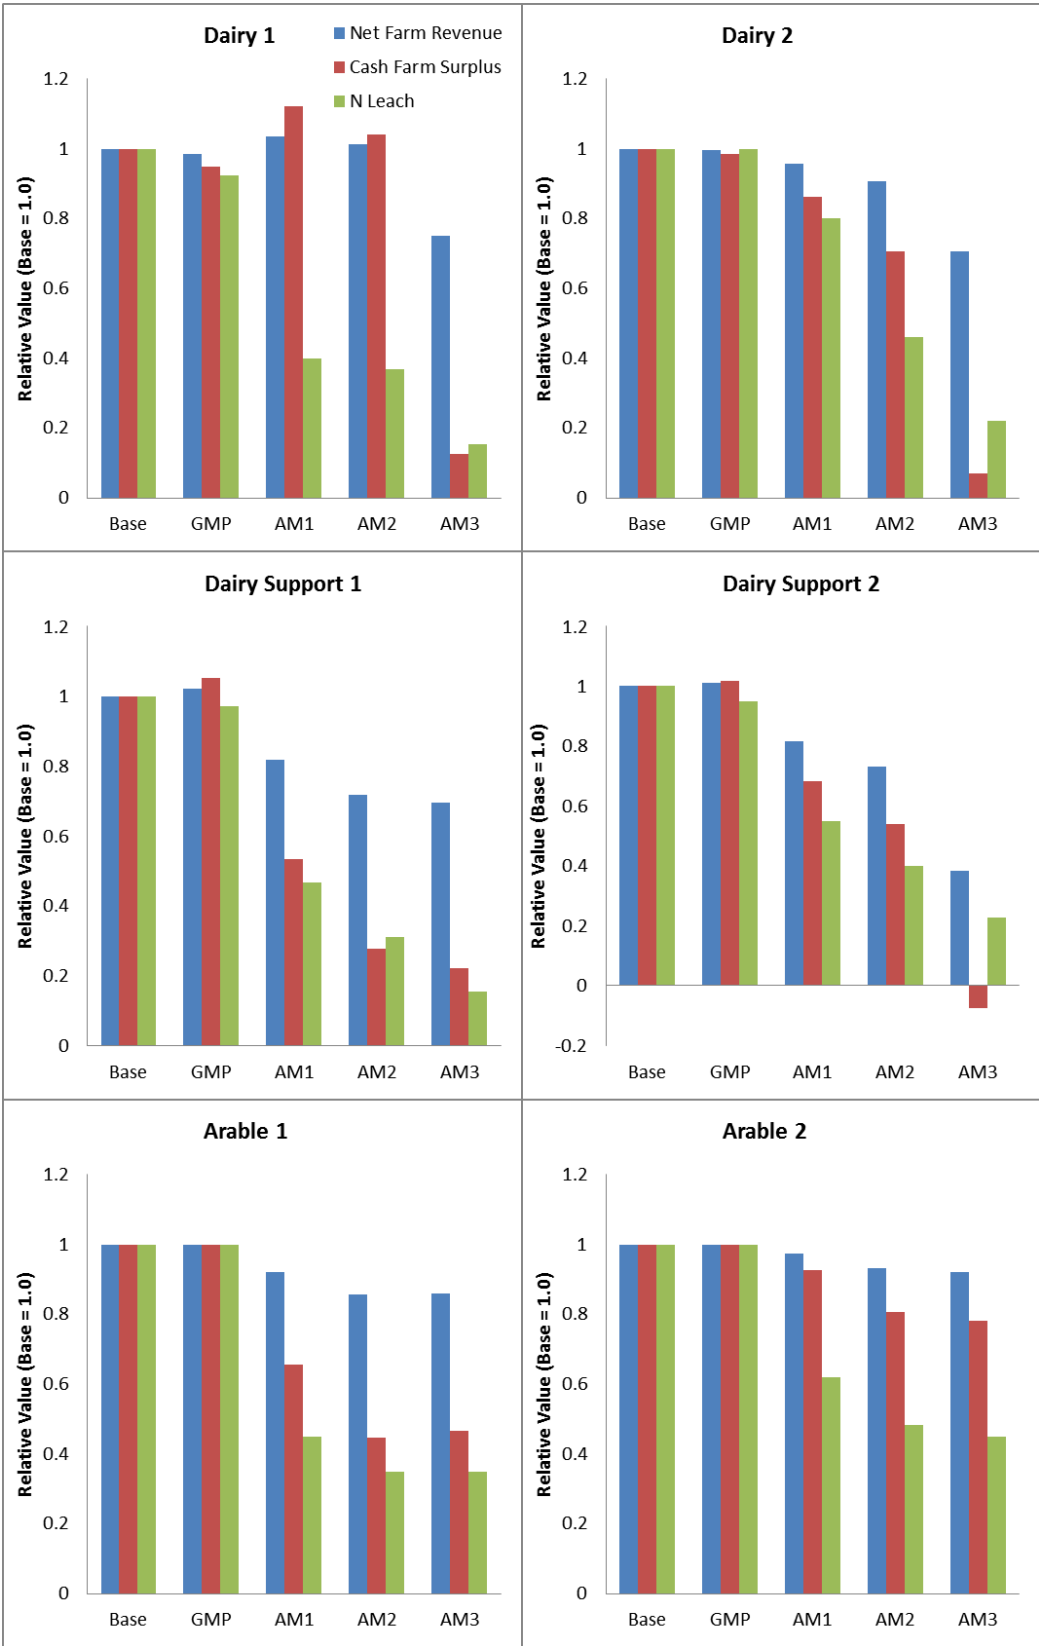 Dairy 1
Net Farm Revenue
Cash Farm Surplus
N Leach
Relative Value (Base = 1.0)
1.2
1
0.8
0.6
0.4
0.2
0
Base GMP AM1 AM2 AM3
Dairy 2
Relative Value (Base = 1.0)
1.2
1
0.8
0.6
0.4
0.2
0
Base GMP AM1 AM2 AM3
Dairy Support 1
Relative Value (Base = 1.0)
1.2
1
0.8
0.6
0.4
0.2
0
Base GMP AM1 AM2 AM3
Dairy Support 2
Relative Value (Base = 1.0)
1.2
1
0.8
0.6
0.4
0.2
0
-0.2
Base GMP AM1 AM2 AM3
Arable 1
Relative Value (Base = 1.0)
1.2
1
0.8
0.6
0.4
0.2
0
Base GMP AM1 AM2 AM3
Arable 2
Relative Value (Base = 1.0)
1.2
1
0.8
0.6
0.4
0.2
0
Base GMP AM1 AM2 AM3